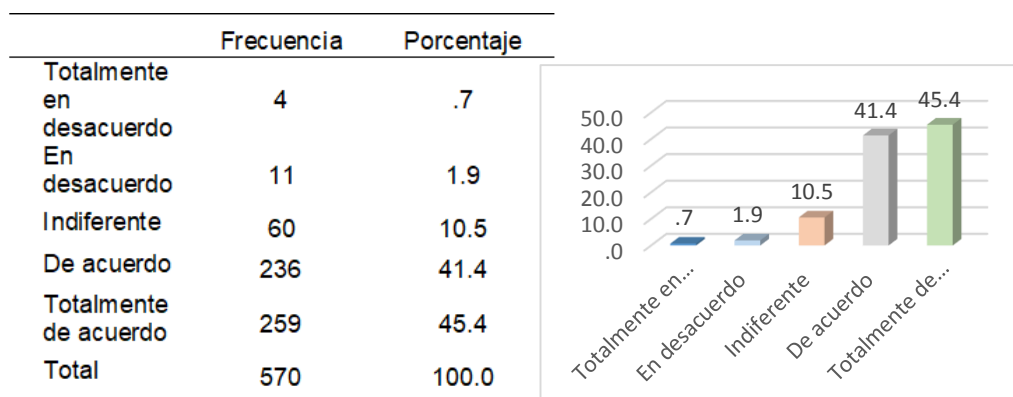 Frecuencia Porcentaje
Totalmente
en
desacuerdo
4 .7
En
desacuerdo
11 1.9
Indiferente 60 10.5
De acuerdo 236 41.4
Totalmente
de acuerdo
259 45.4
Total 570 100.0
50.0
40.0
30.0
20.0
10.0
.0
.7
1.9
10.5
41.4
45.4
Totalmente en...
En desacuerdo
Indiferente
De acuerdo
Totalmente de...